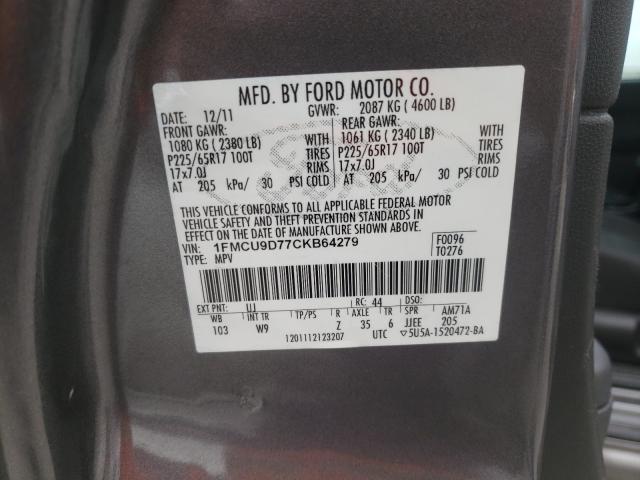 MFD. BY FORD MOTOR CO.
DATE: 12/11 GVWR: 2087 KG ( 4600 LB)
FRONT GAWR: REAR GAWR:
1080 KG ( 2380 LB) WITH 1061 KG ( 2340 LB) WITH
P225/65R17 100T TIRES P225/65R17 100T TIRES
17x7.0J RIMS 17x7.0J RIMS
AT 205 kPa/ 30 PSI COLD AT 205 kPa/ 30 PSI COLD
THIS VEHICLE CONFORMS TO ALL APPLICABLE FEDERAL MOTOR
VEHICLE SAFETY AND THEFT PREVENTION STANDARDS IN
EFFECT ON THE DATE OF MANUFACTURE SHOWN ABOVE.
VIN: 1FMCU9D77CKB64279 F0096
TYPE: MPV T0276
EXT PNT: UJ RC: 44 DSO:
WB INT TR TP/PS R AXLE TR SPR AM71A
103 W9 Z 35 6 JJEE 205
1201112123207 UTC ▽5U5A-1520472-BA
Ford